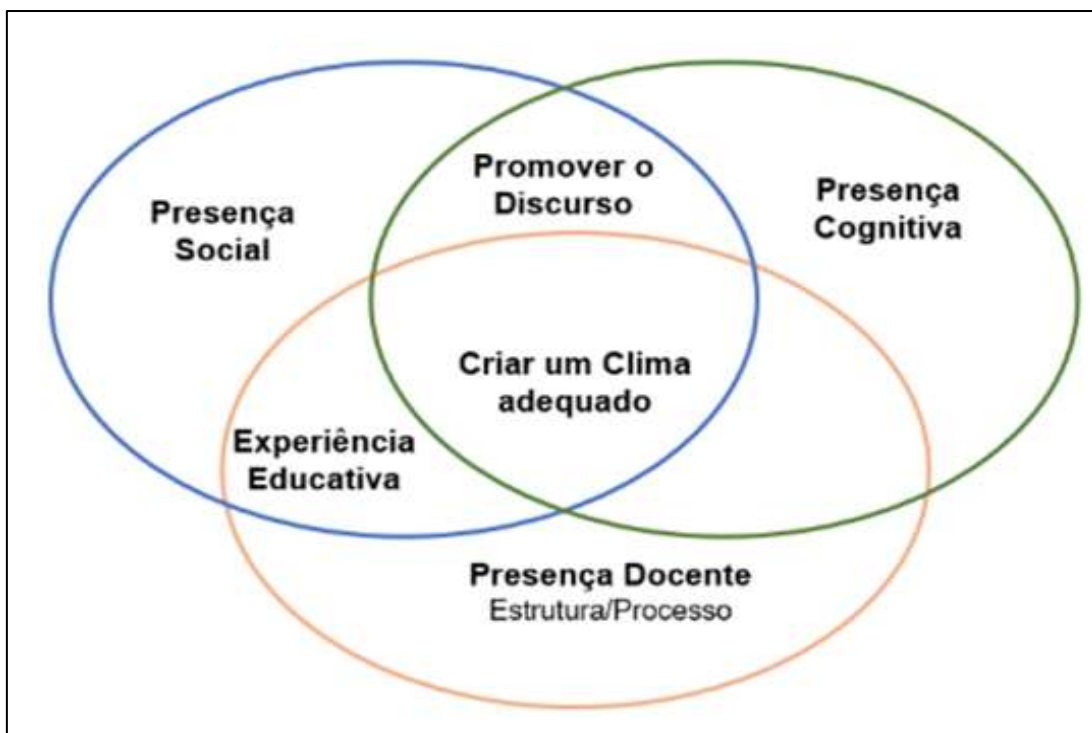 Promover o
Discurso
Presença
Social
Presença
Cognitiva
Criar um Clima
adequado
Experiência
Educativa
Presença Docente
Estrutura/Processo